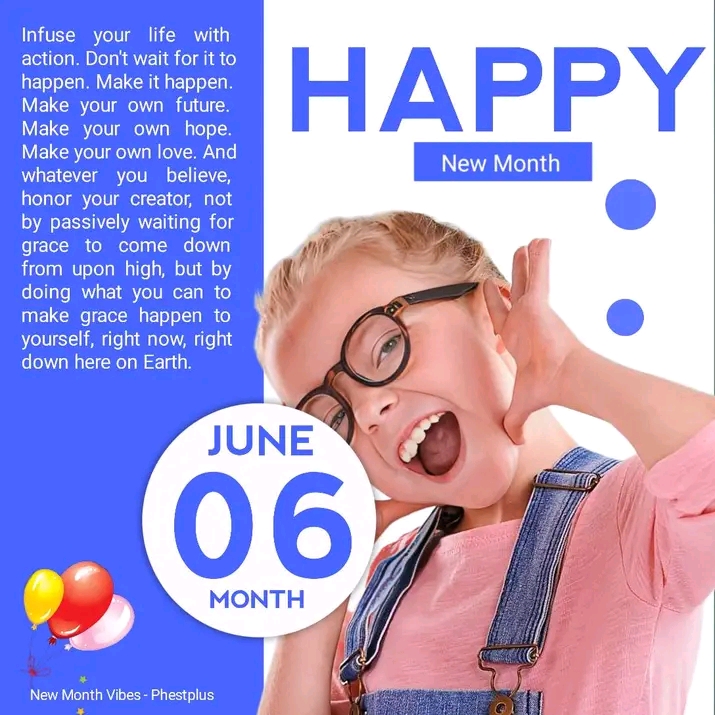 Infuse your life with
action. Don't wait for it to
happen. Make it happen.
Make your own future.
Make your own hope.
Make your own love. And
whatever you believe,
honor your creator, not
by passively waiting for
grace to come down
from upon high, but by
doing what you can to
make grace happen to
yourself, right now, right
down here on Earth.
HAPPY
New Month
JUNE
06
MONTH
New Month Vibes - Phestplus